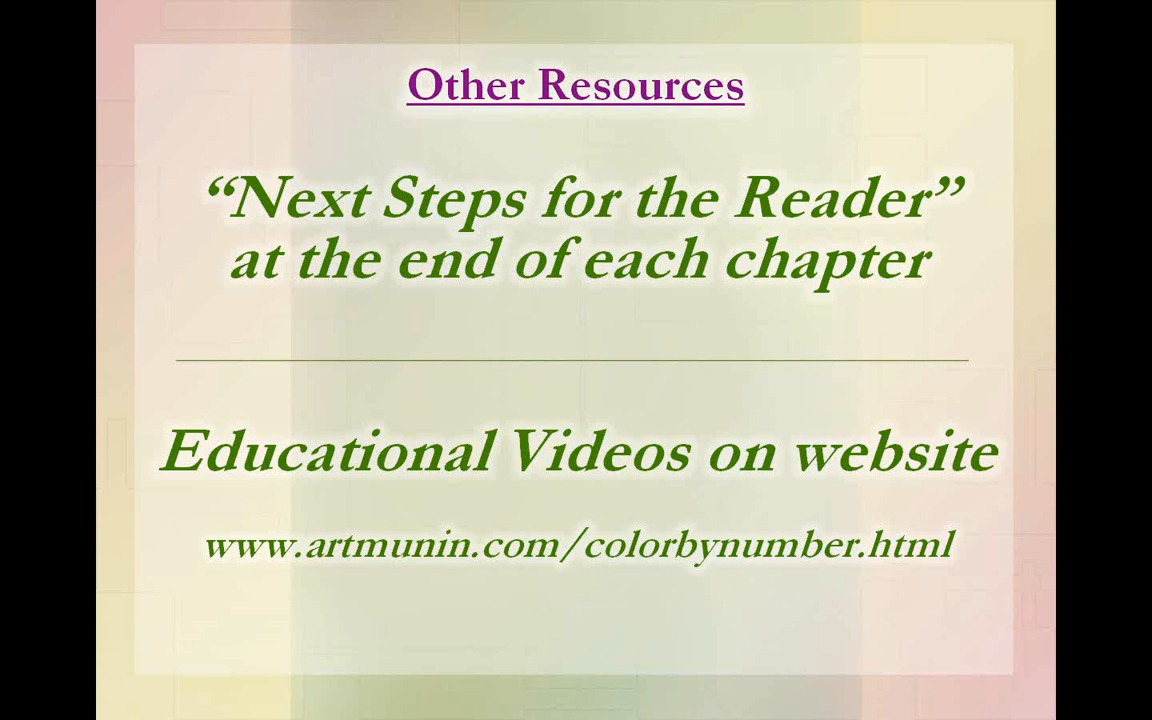 Other Resources
“Next Steps for the Reader”
at the end of each chapter
Educational Videos on website
www.artmunin.com/colorbynumber.html